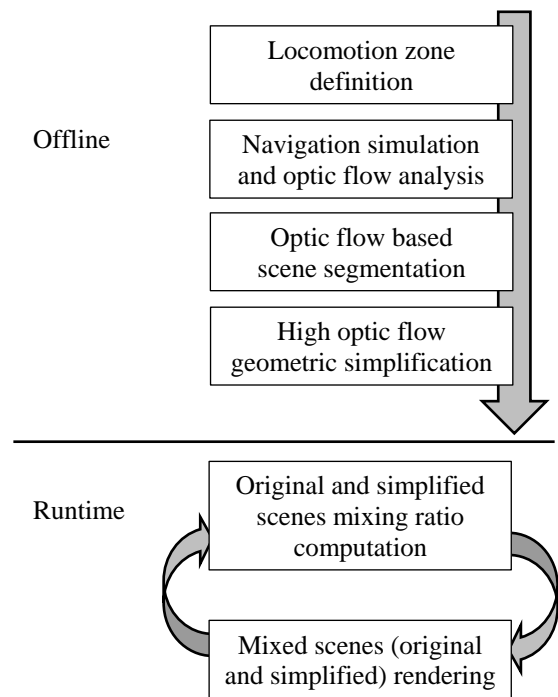 Locomotion zone
definition
Offline
Navigation simulation
and optic flow analysis
Optic flow based
scene segmentation
High optic flow
geometric simplification
Runtime
Original and simplified
scenes mixing ratio
computation
Mixed scenes (original
and simplified) rendering